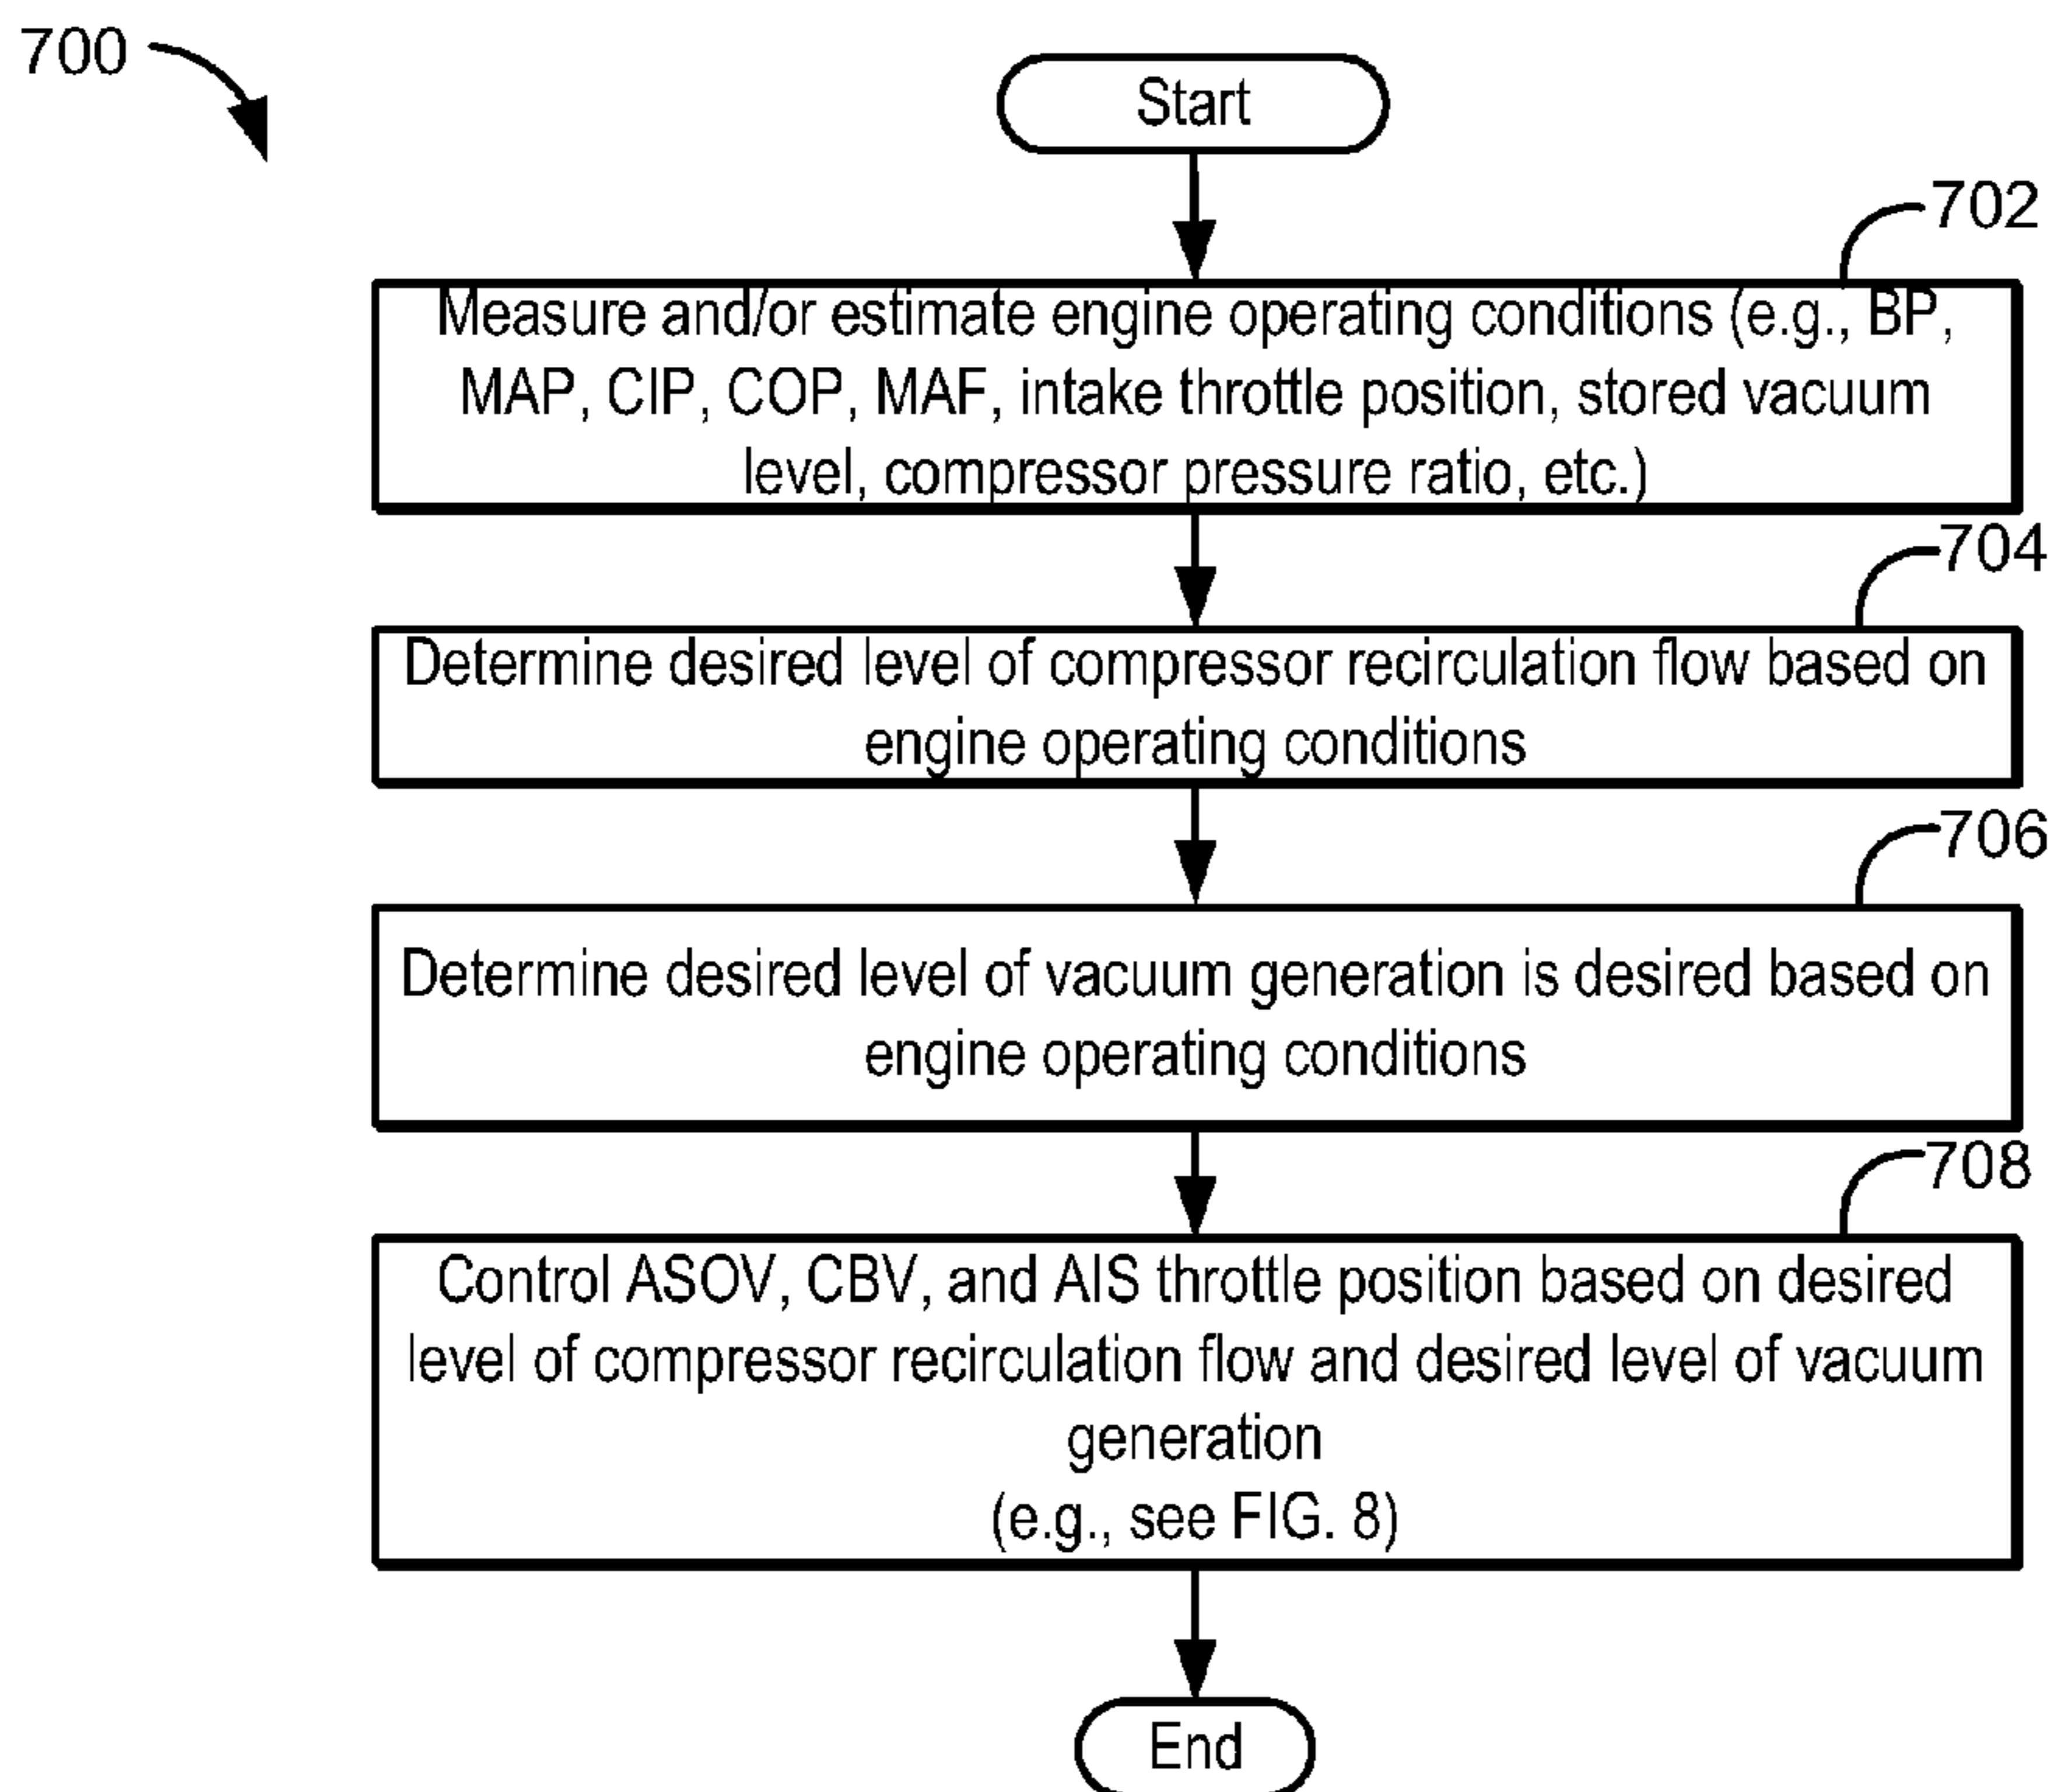 700
Start
702
Measure and/or estimate engine operating conditions (e.g., BP,
MAP, CIP, COP, MAF, intake throttle position, stored vacuum
level, compressor pressure ratio, etc.)
704
Determine desired level of compressor recirculation flow based on
engine operating conditions
706
Determine desired level of vacuum generation is desired based on
engine operating conditions
708
Control ASOV, CBV, and AIS throttle position based on desired
level of compressor recirculation flow and desired level of vacuum
generation
(e.g., see FIG. 8)
End